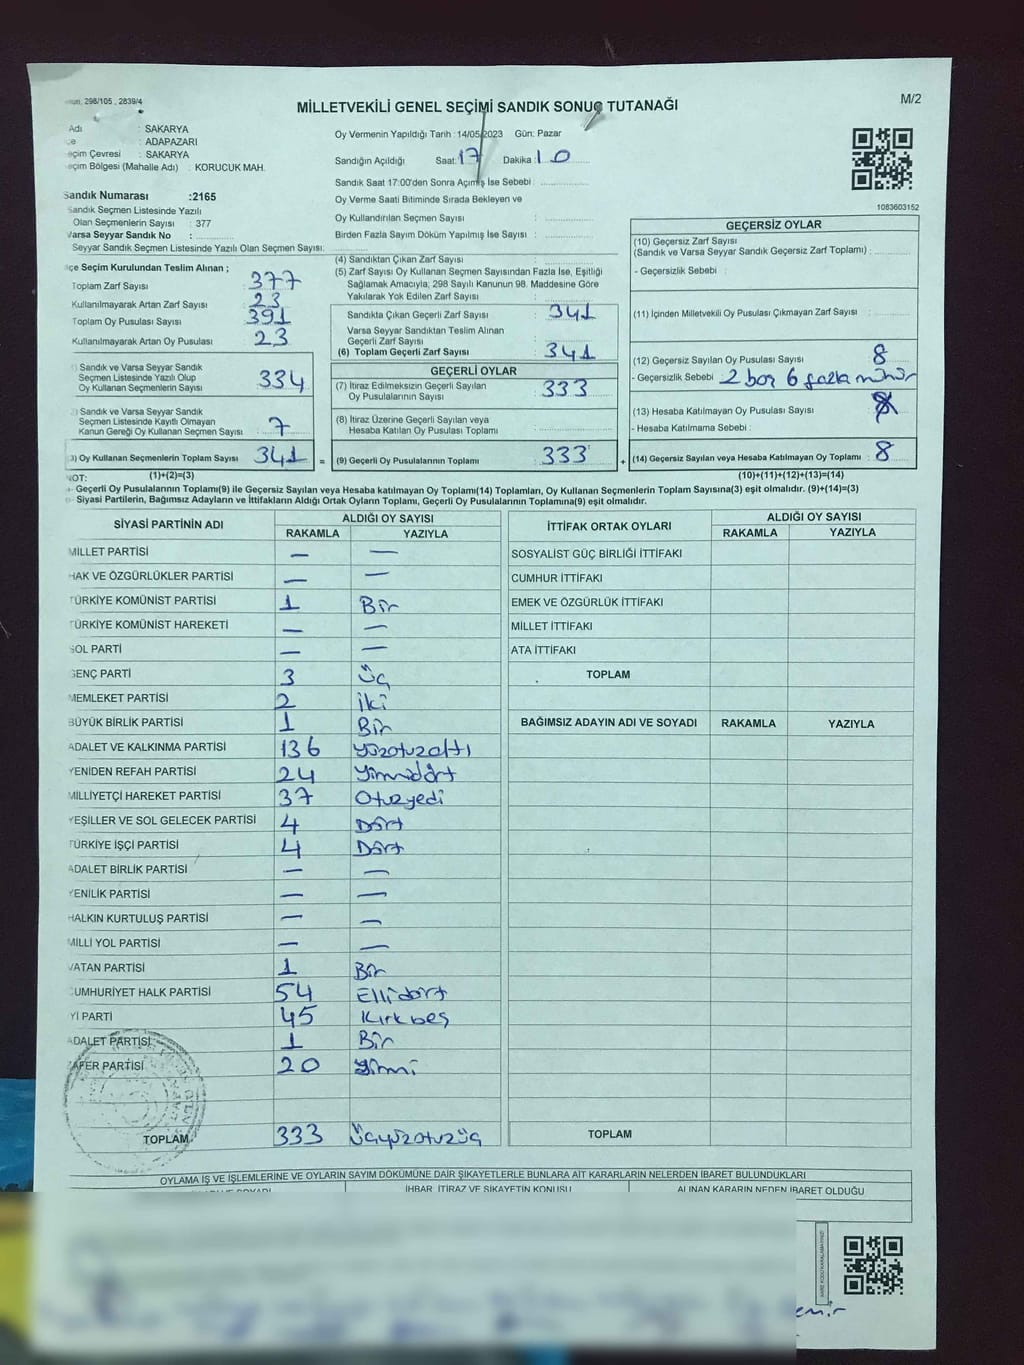 298/105 , 2839/4
MİLLETVEKİLİ GENEL SEÇİMİ SANDIK SONUÇ TUTANAĞI
M/2
Adı : SAKARYA
: ADAPAZARI
eçim Çevresi : SAKARYA
eçim Bölgesi (Mahalle Adı) : KORUCUK MAH.
Oy Vermenin Yapıldığı Tarih : 14/05/2023 Gün: Pazar
Sandığın Açıldığı Saat: 17 Dakika : 10
Sandık Saat 17:00'den Sonra Açılmış İse Sebebi :
Oy Verme Saati Bitiminde Sırada Bekleyen ve
Oy Kullandırılan Seçmen Sayısı :
Birden Fazla Sayım Döküm Yapılmış İse Sayısı :
1083603152
Sandık Numarası :2165
Sandık Seçmen Listesinde Yazılı
Olan Seçmenlerin Sayısı : 377
Varsa Seyyar Sandık No :
Seyyar Sandık Seçmen Listesinde Yazılı Olan Seçmen Sayısı:
çe Seçim Kurulundan Teslim Alınan ;
Toplam Zarf Sayısı : 377
Kullanılmayarak Artan Zarf Sayısı : 23
Toplam Oy Pusulası Sayısı : 391
Kullanılmayarak Artan Oy Pusulası : 23
(4) Sandıktan Çıkan Zarf Sayısı :
(5) Zarf Sayısı Oy Kullanan Seçmen Sayısından Fazla İse, Eşitliği
Sağlamak Amacıyla; 298 Sayılı Kanunun 98. Maddesine Göre
Yakılarak Yok Edilen Zarf Sayısı :
Sandıkta Çıkan Geçerli Zarf Sayısı : 341
Varsa Seyyar Sandıktan Teslim Alınan
Geçerli Zarf Sayısı :
(6) Toplam Geçerli Zarf Sayısı : 341
GEÇERSİZ OYLAR
(10) Geçersiz Zarf Sayısı
(Sandık ve Varsa Seyyar Sandık Geçersiz Zarf Toplamı) :
- Geçersizlik Sebebi :
(11) İçinden Milletvekili Oy Pusulası Çıkmayan Zarf Sayısı :
(12) Geçersiz Sayılan Oy Pusulası Sayısı : 8
- Geçersizlik Sebebi : 2 boş 6 fazla mühür
(13) Hesaba Katılmayan Oy Pusulası Sayısı :
- Hesaba Katılmama Sebebi :
(14) Geçersiz Sayılan veya Hesaba Katılmayan Oy Toplamı : 8
Sandık ve Varsa Seyyar Sandık
Seçmen Listesinde Yazılı Olup
Oy Kullanan Seçmenlerin Sayısı : 334
) Sandık ve Varsa Seyyar Sandık
Seçmen Listesinde Kayıtlı Olmayan
Kanun Gereği Oy Kullanan Seçmen Sayısı : 7
3) Oy Kullanan Seçmenlerin Toplam Sayısı : 341 =
GEÇERLİ OYLAR
(7) İtiraz Edilmeksizin Geçerli Sayılan
Oy Pusulalarının Sayısı : 333
(8) İtiraz Üzerine Geçerli Sayılan veya
Hesaba Katılan Oy Pusulası Toplamı :
(9) Geçerli Oy Pusulalarının Toplamı : 333 +
NOT: (1)+(2)=(3) (10)+(11)+(12)+(13)=(14)
Geçerli Oy Pusulalarının Toplamı(9) ile Geçersiz Sayılan veya Hesaba katılmayan Oy Toplamı(14) Toplamları, Oy Kullanan Seçmenlerin Toplam Sayısına(3) eşit olmalıdır. (9)+(14)=(3)
Siyasi Partilerin, Bağımsız Adayların ve İttifakların Aldığı Ortak Oyların Toplamı, Geçerli Oy Pusulalarının Toplamına(9) eşit olmalıdır.
SİYASİ PARTİNİN ADI ALDIĞI OY SAYISI
RAKAMLA YAZIYLA
MİLLET PARTİSİ — —
HAK VE ÖZGÜRLÜKLER PARTİSİ — —
TÜRKİYE KOMÜNİST PARTİSİ 1 Bir
TÜRKİYE KOMÜNİST HAREKETİ — —
SOL PARTİ — —
GENÇ PARTİ 3 Üç
MEMLEKET PARTİSİ 2 İki
BÜYÜK BİRLİK PARTİSİ 1 Bir
ADALET VE KALKINMA PARTİSİ 136 Yüzotuzaltı
YENİDEN REFAH PARTİSİ 24 Yirmidört
MİLLİYETÇİ HAREKET PARTİSİ 37 Otuzyedi
YEŞİLLER VE SOL GELECEK PARTİSİ 4 Dört
TÜRKİYE İŞÇİ PARTİSİ 4 Dört
ADALET BİRLİK PARTİSİ — —
YENİLİK PARTİSİ — —
HALKIN KURTULUŞ PARTİSİ — —
MİLLİ YOL PARTİSİ — —
VATAN PARTİSİ 1 Bir
CUMHURİYET HALK PARTİSİ 54 Ellidört
İYİ PARTİ 45 Kırkbeş
ADALET PARTİSİ 1 Bir
ZAFER PARTİSİ 20 Yirmi
TOPLAM 333 Üçyüzotuzüç
İTTİFAK ORTAK OYLARI ALDIĞI OY SAYISI
RAKAMLA YAZIYLA
SOSYALİST GÜÇ BİRLİĞİ İTTİFAKI
CUMHUR İTTİFAKI
EMEK VE ÖZGÜRLÜK İTTİFAKI
MİLLET İTTİFAKI
ATA İTTİFAKI
TOPLAM
BAĞIMSIZ ADAYIN ADI VE SOYADI RAKAMLA YAZIYLA
TOPLAM
OYLAMA İŞ VE İŞLEMLERİNE VE OYLARIN SAYIM DÖKÜMÜNE DAİR ŞİKAYETLERLE BUNLARA AİT KARARLARIN NELERDEN İBARET BULUNDUKLARI
İHBAR, İTİRAZ VE ŞİKAYETİN KONUSU ALINAN KARARIN NEDEN İBARET OLDUĞU